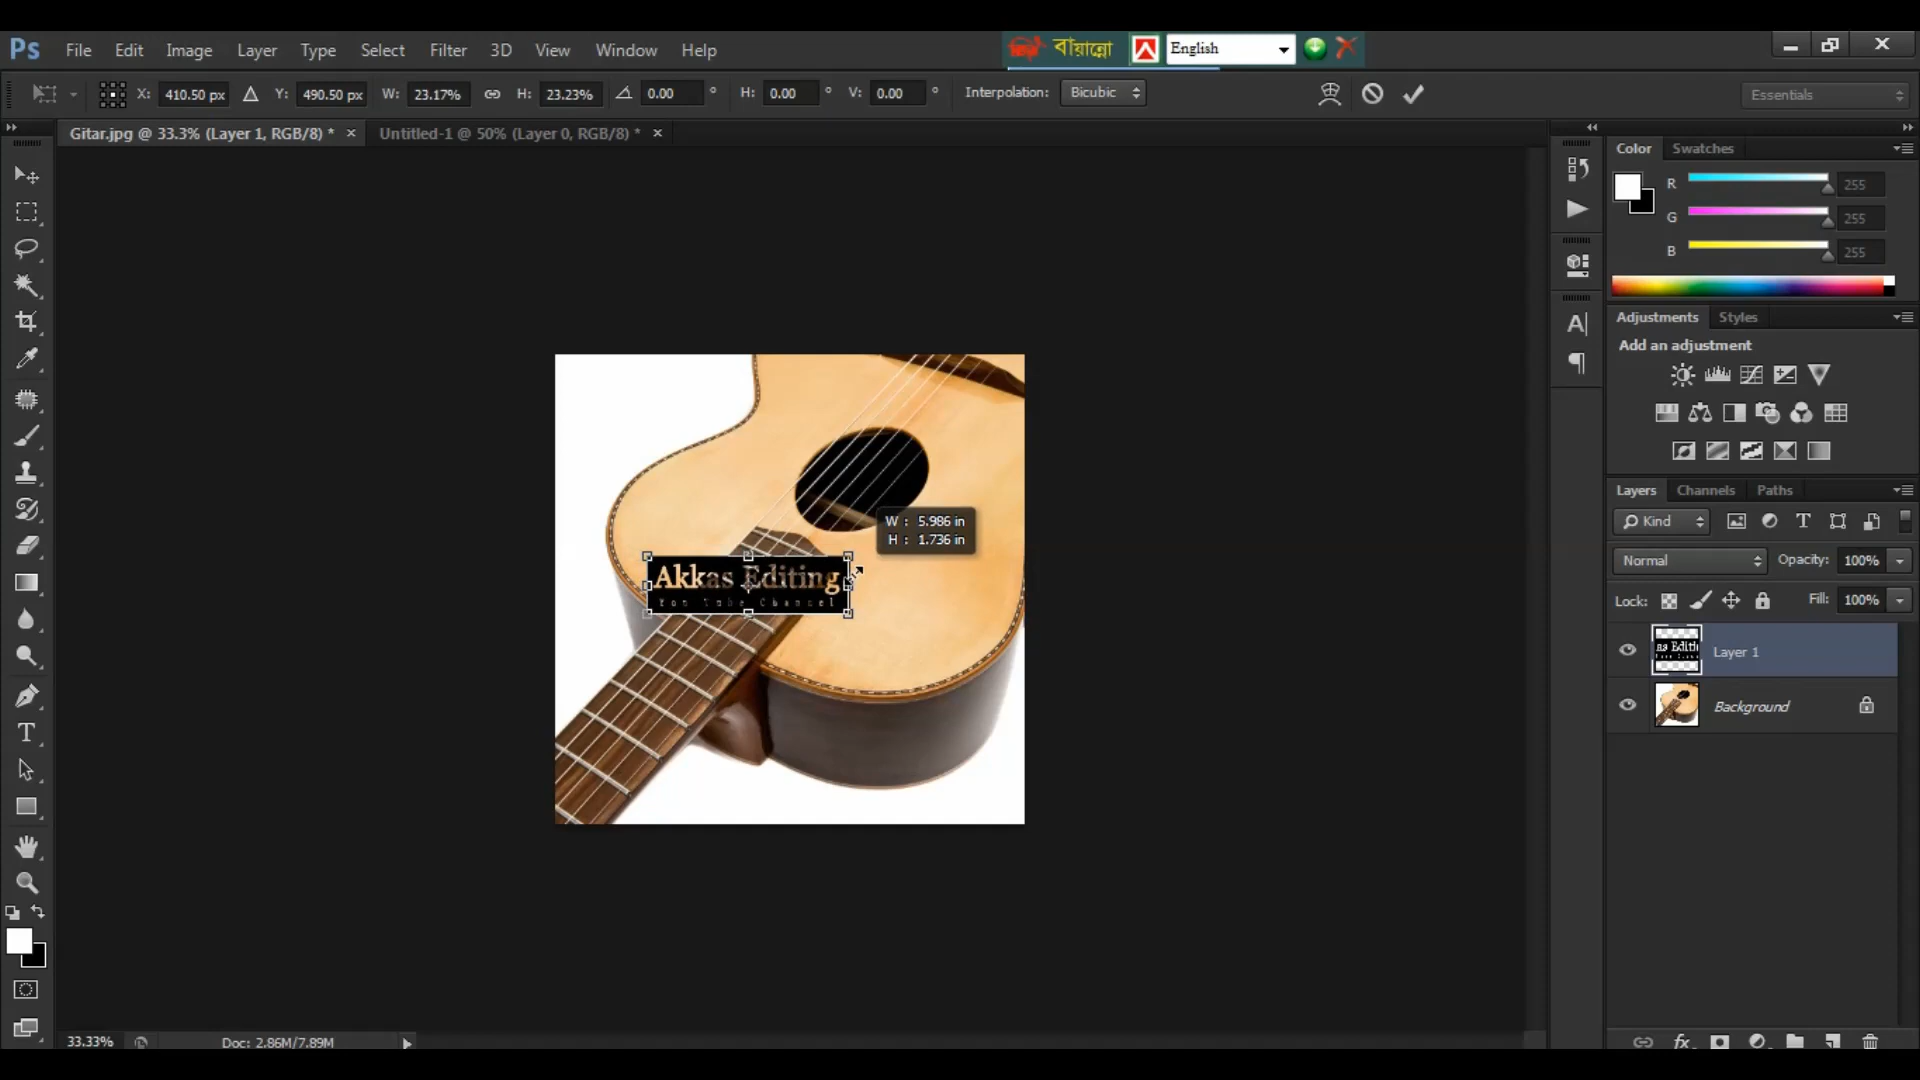 Ps File Edit Image Layer Type Select Filter 3D View Window Help
বায়ান্নো English
X: 410.50 px Y: 490.50 px W: 23.17% H: 23.23% 0.00 ° H: 0.00 ° V: 0.00 ° Interpolation: Bicubic Essentials
Gitar.jpg @ 33.3% (Layer 1, RGB/8) * × Untitled-1 @ 50% (Layer 0, RGB/8) * ×
Color Swatches
R 255
G 255
B 255
Adjustments Styles
Add an adjustment
Layers Channels Paths
Kind
Normal Opacity: 100%
Lock: Fill: 100%
Layer 1
Background
W : 5.986 in
H : 1.736 in
Akkas Editing
You Tube Channel
33.33% Doc: 2.86M/7.89M